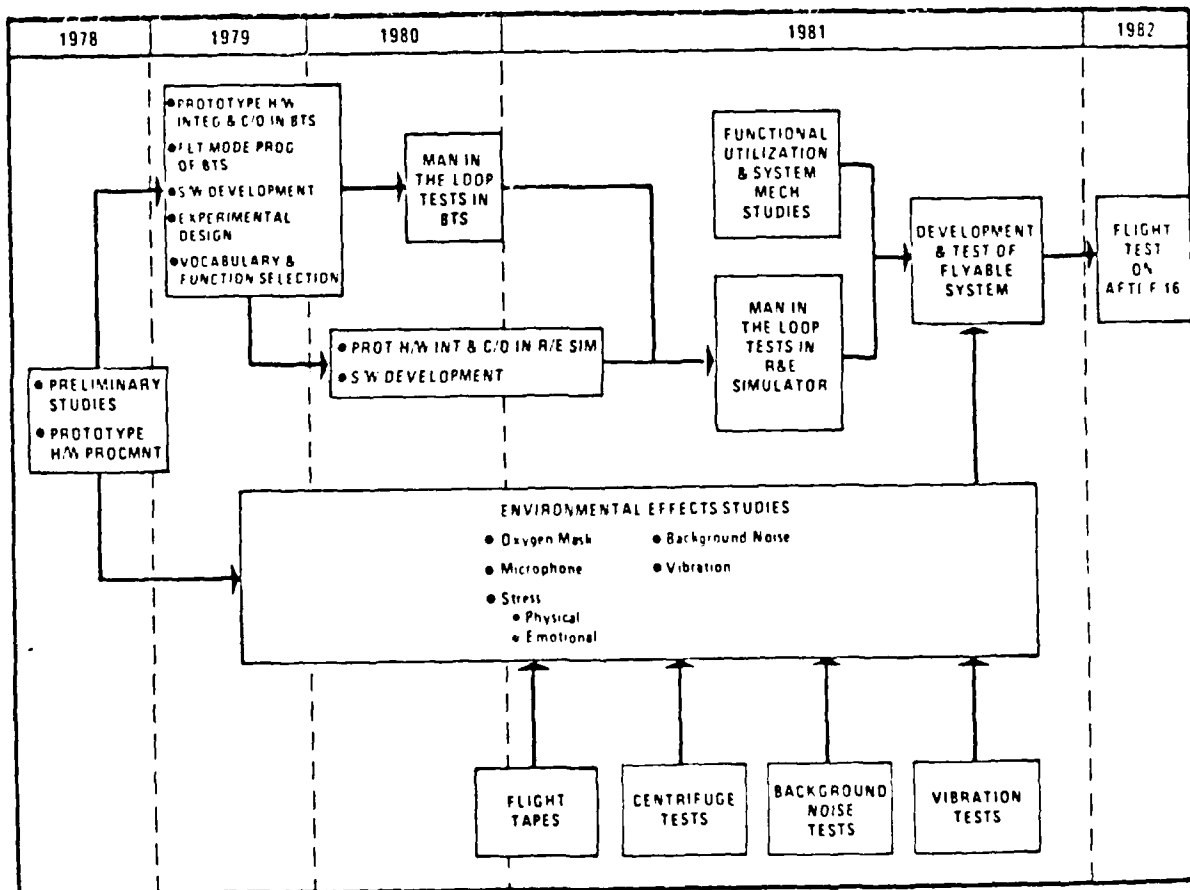 1978
1979
1980
1981
1982
● PROTOTYPE H/W
INTEG & C/O IN BTS
● FLT MODE PROG
OF BTS
● S/W DEVELOPMENT
● EXPERIMENTAL
DESIGN
● VOCABULARY &
FUNCTION SELECTION
MAN IN
THE LOOP
TESTS IN
BTS
FUNCTIONAL
UTILIZATION
& SYSTEM
MECH
STUDIES
DEVELOPMENT
& TEST OF
FLYABLE
SYSTEM
FLIGHT
TEST
ON
AFTI F 16
● PROT H/W INT & C/O IN R/E SIM
● S/W DEVELOPMENT
MAN IN
THE LOOP
TESTS IN
R&E
SIMULATOR
● PRELIMINARY
STUDIES
● PROTOTYPE
H/W PROCMNT
ENVIRONMENTAL EFFECTS STUDIES
● Oxygen Mask
● Background Noise
● Microphone
● Vibration
● Stress
● Physical
● Emotional
FLIGHT
TAPES
CENTRIFUGE
TESTS
BACKGROUND
NOISE
TESTS
VIBRATION
TESTS